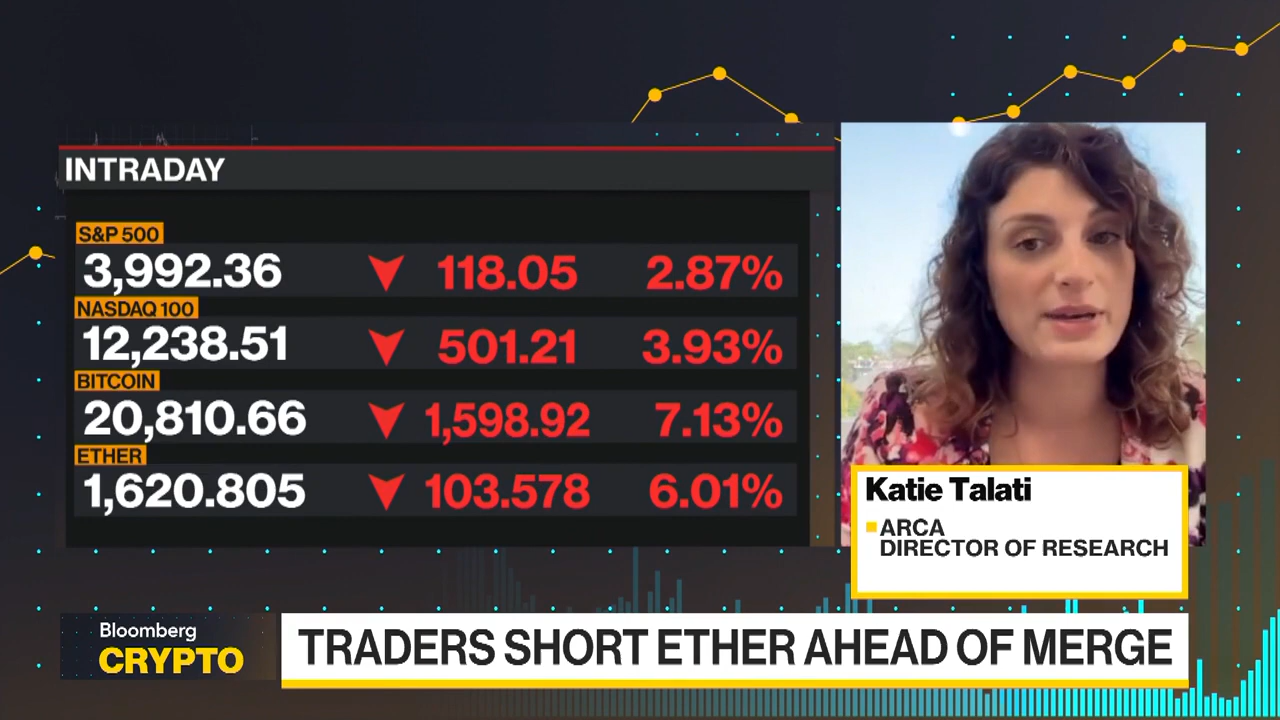 INTRADAY
S&P 500
3,992.36 118.05 2.87%
NASDAQ 100
12,238.51 501.21 3.93%
BITCOIN
20,810.66 1,598.92 7.13%
ETHER
1,620.805 103.578 6.01%
Katie Talati
ARCA
DIRECTOR OF RESEARCH
Bloomberg
CRYPTO
TRADERS SHORT ETHER AHEAD OF MERGE